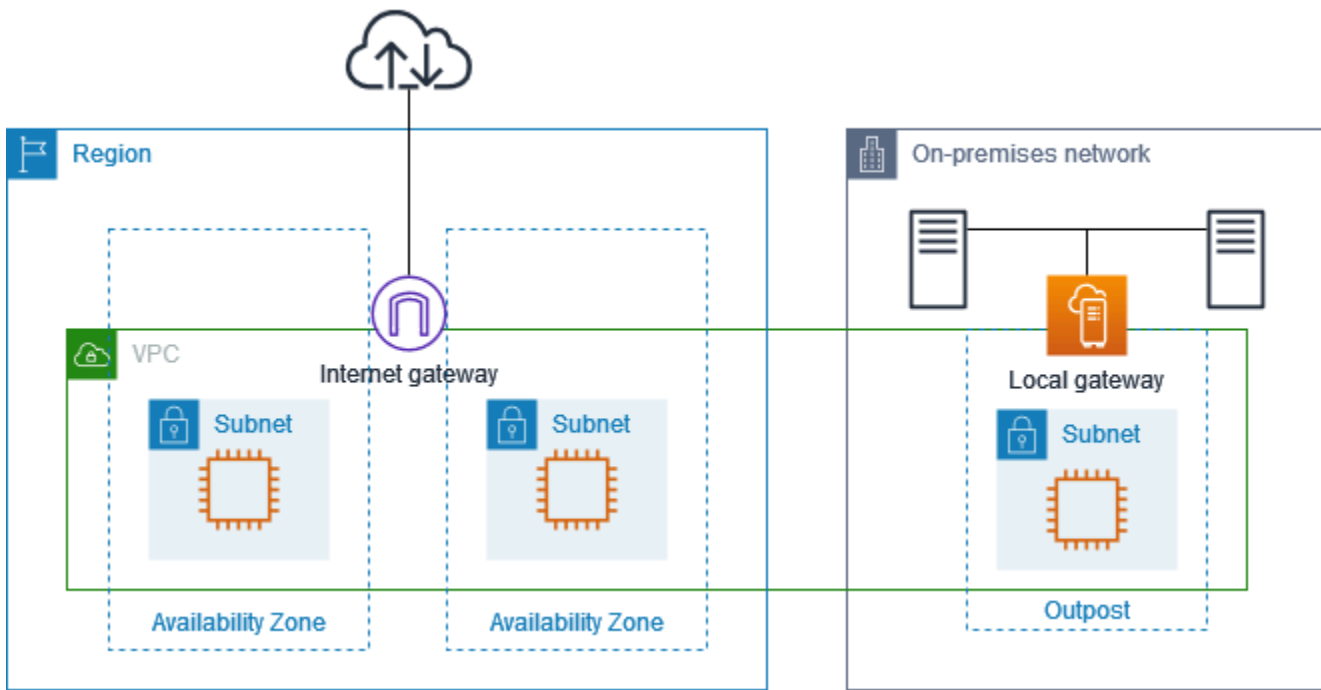 Region
On-premises network
VPC
Internet gateway
Local gateway
Subnet
Subnet
Subnet
Availability Zone
Availability Zone
Outpost